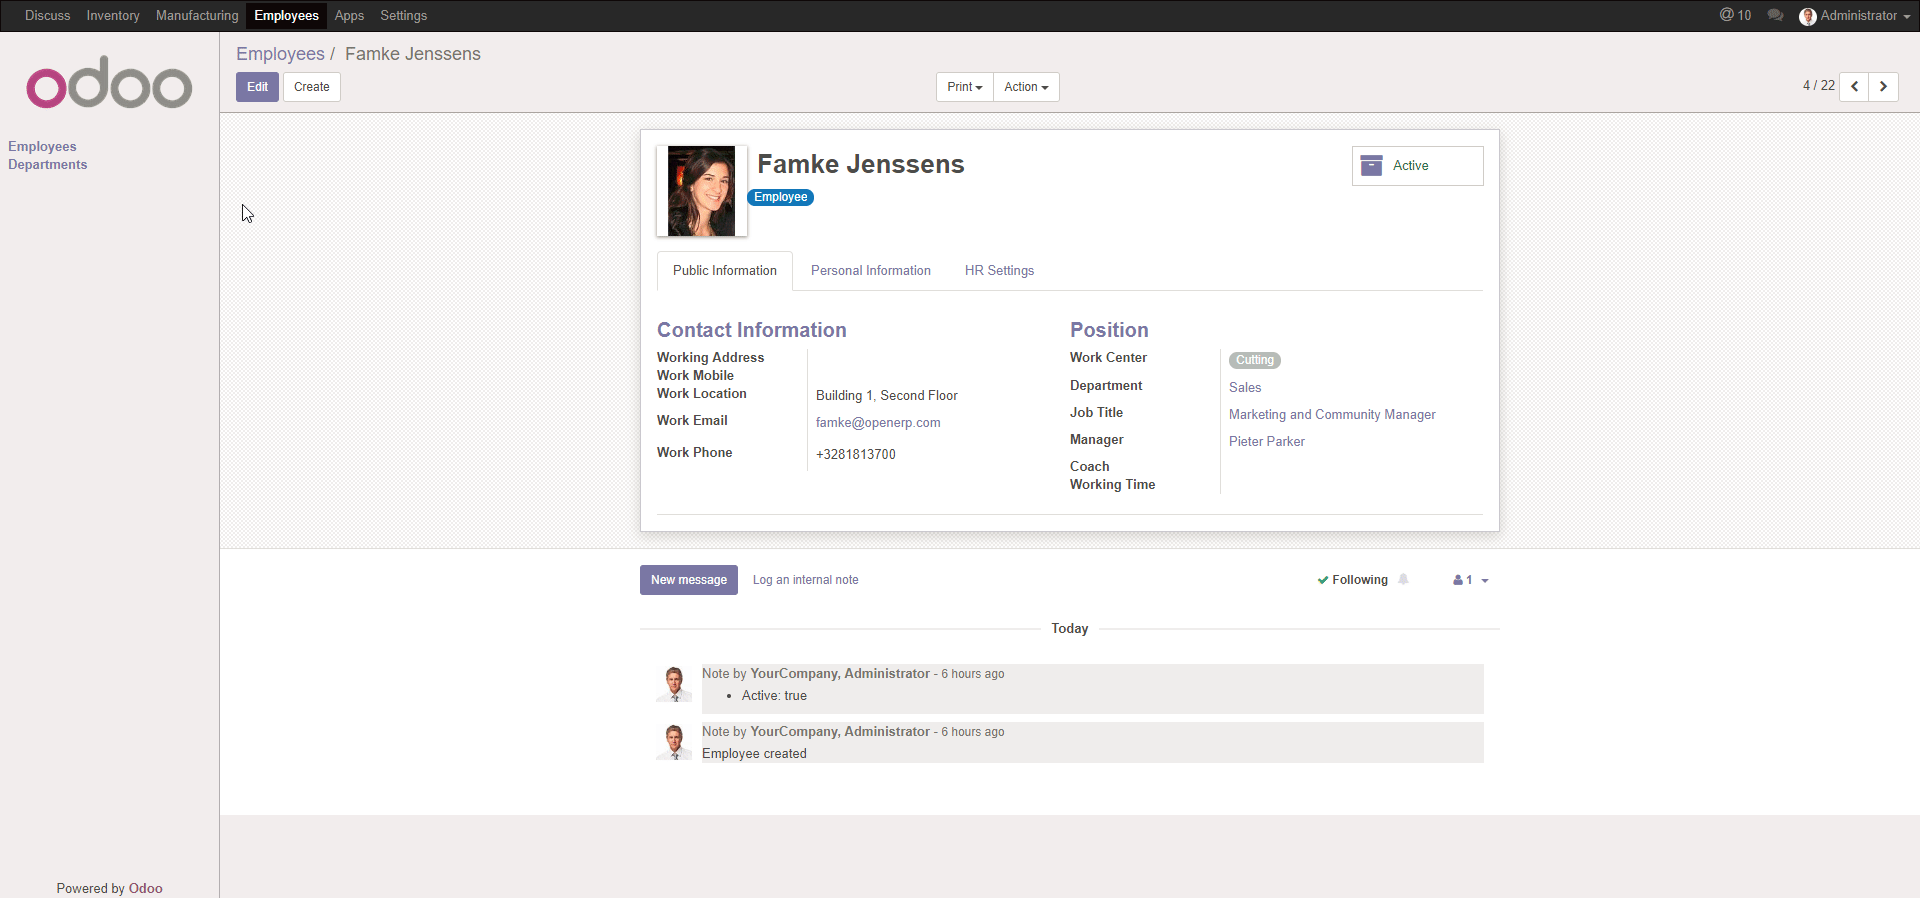 Discuss Inventory Manufacturing Employees Apps Settings @ 10 Administrator
odoo
Employees / Famke Jenssens
Edit Create Print Action 4 / 22
Employees
Departments
Famke Jenssens
Employee
Active
Public Information Personal Information HR Settings
Contact Information
Working Address
Work Mobile
Work Location Building 1, Second Floor
Work Email famke@openerp.com
Work Phone +3281813700
Position
Work Center Cutting
Department Sales
Job Title Marketing and Community Manager
Manager Pieter Parker
Coach
Working Time
New message Log an internal note Following 1
Today
Note by YourCompany, Administrator - 6 hours ago
• Active: true
Note by YourCompany, Administrator - 6 hours ago
Employee created
Powered by Odoo